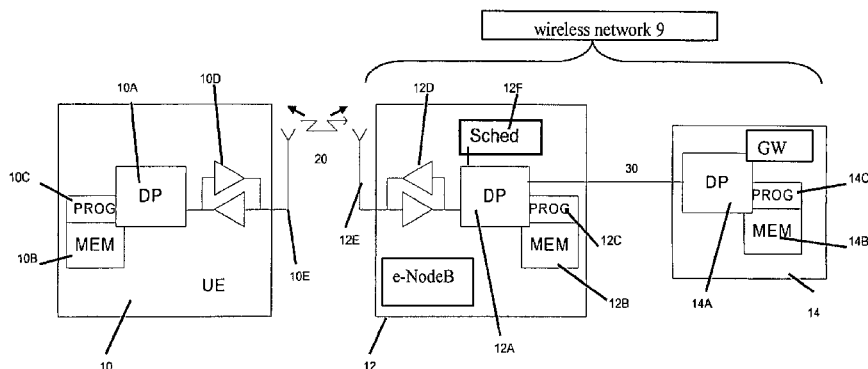 wireless network 9
10A
10D
12D
12F
Sched
GW
20
30
10C
PROG
DP
DP
PROG
DP
PROG
14C
MEM
MEM
MEM
12E
12C
14B
10B
UE
10E
e-NodeB
12B
14A
14
10
12
12A